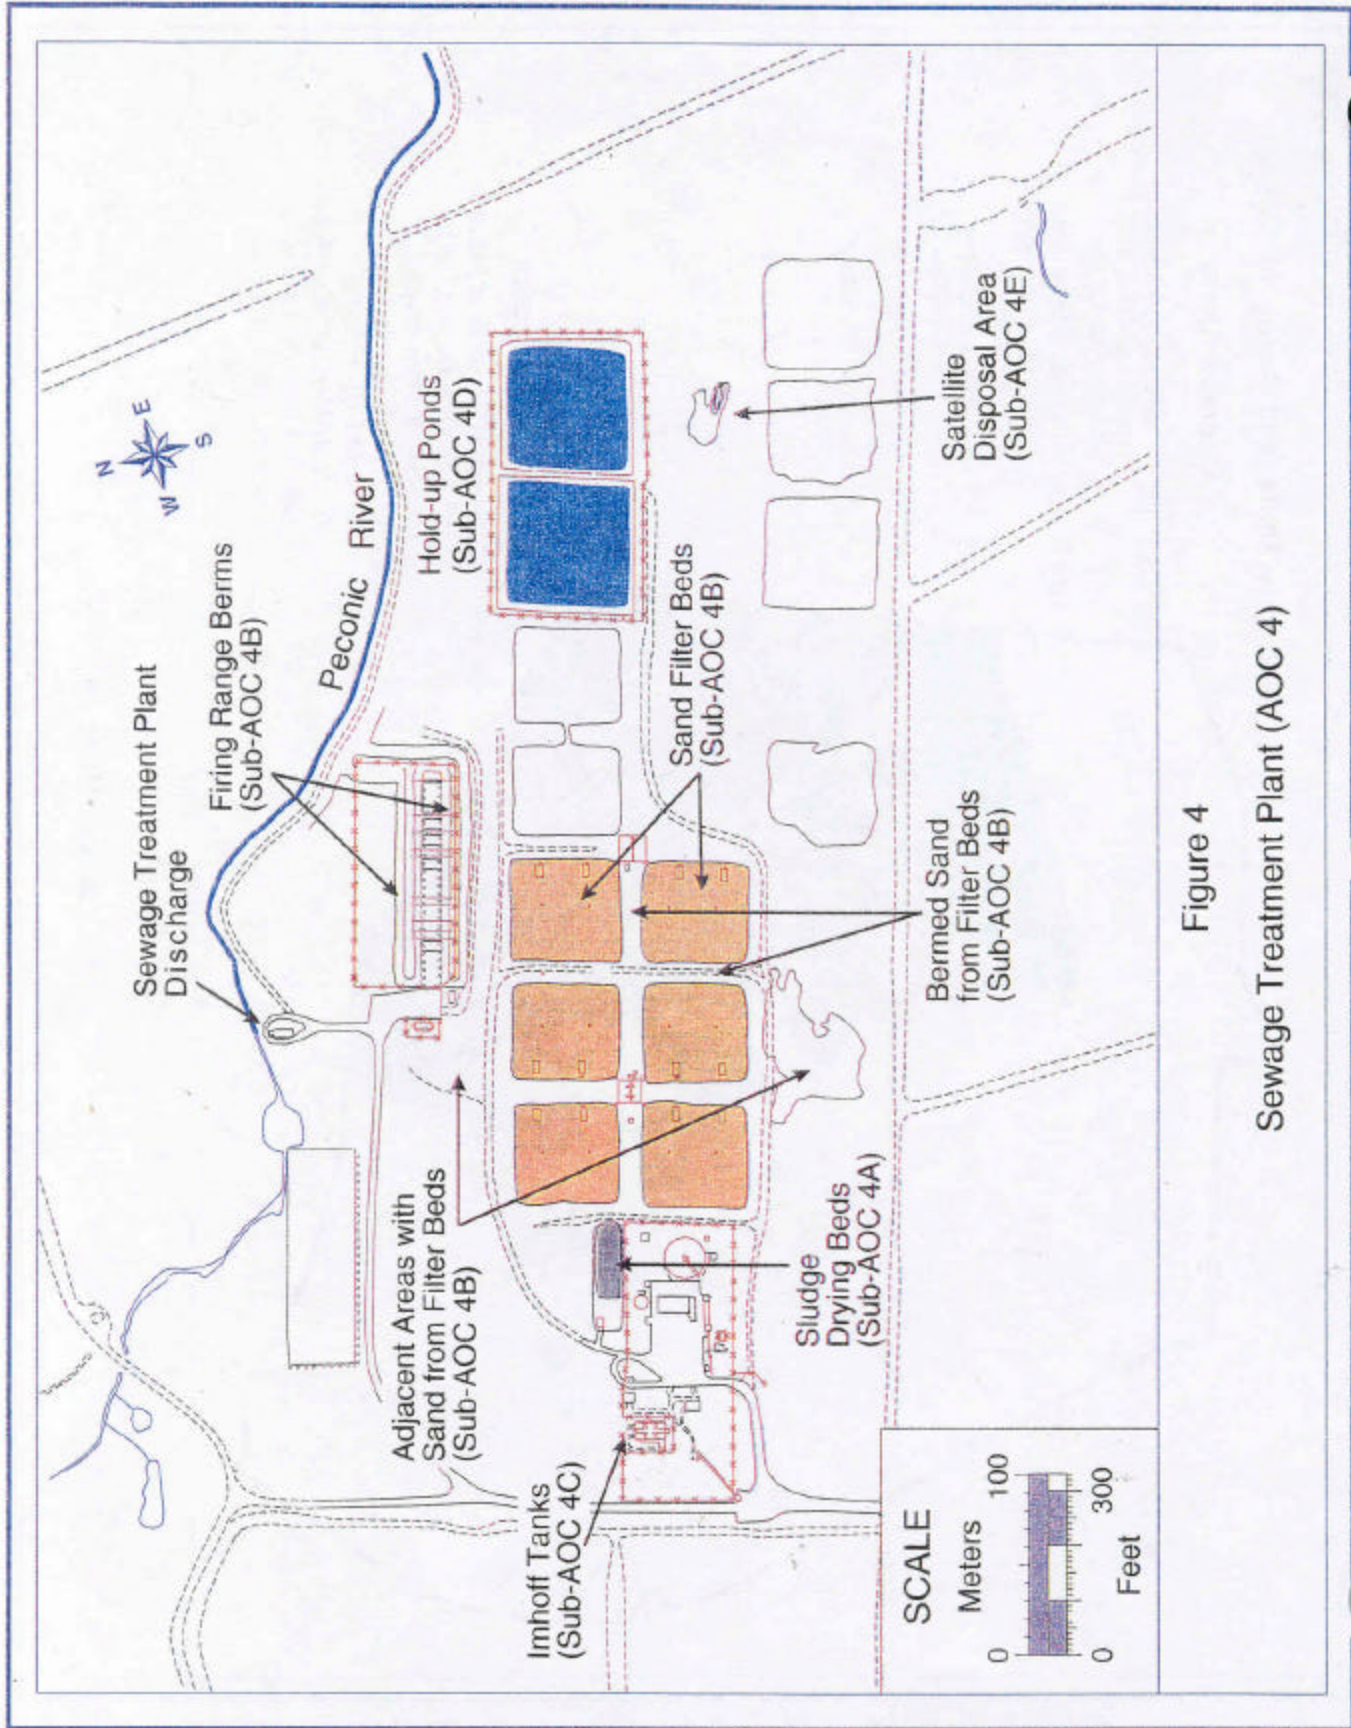 Sewage Treatment Plant
Discharge
Firing Range Berms
(Sub-AOC 4B)
N
E
S
W
Peconic River
Adjacent Areas with
Sand from Filter Beds
(Sub-AOC 4B)
Hold-up Ponds
(Sub-AOC 4D)
Imhoff Tanks
(Sub-AOC 4C)
Sand Filter Beds
(Sub-AOC 4B)
Sludge
Drying Beds
(Sub-AOC 4A)
Bermed Sand
from Filter Beds
(Sub-AOC 4B)
Satellite
Disposal Area
(Sub-AOC 4E)
SCALE
Meters
0 100
0 300
Feet
Figure 4
Sewage Treatment Plant (AOC 4)